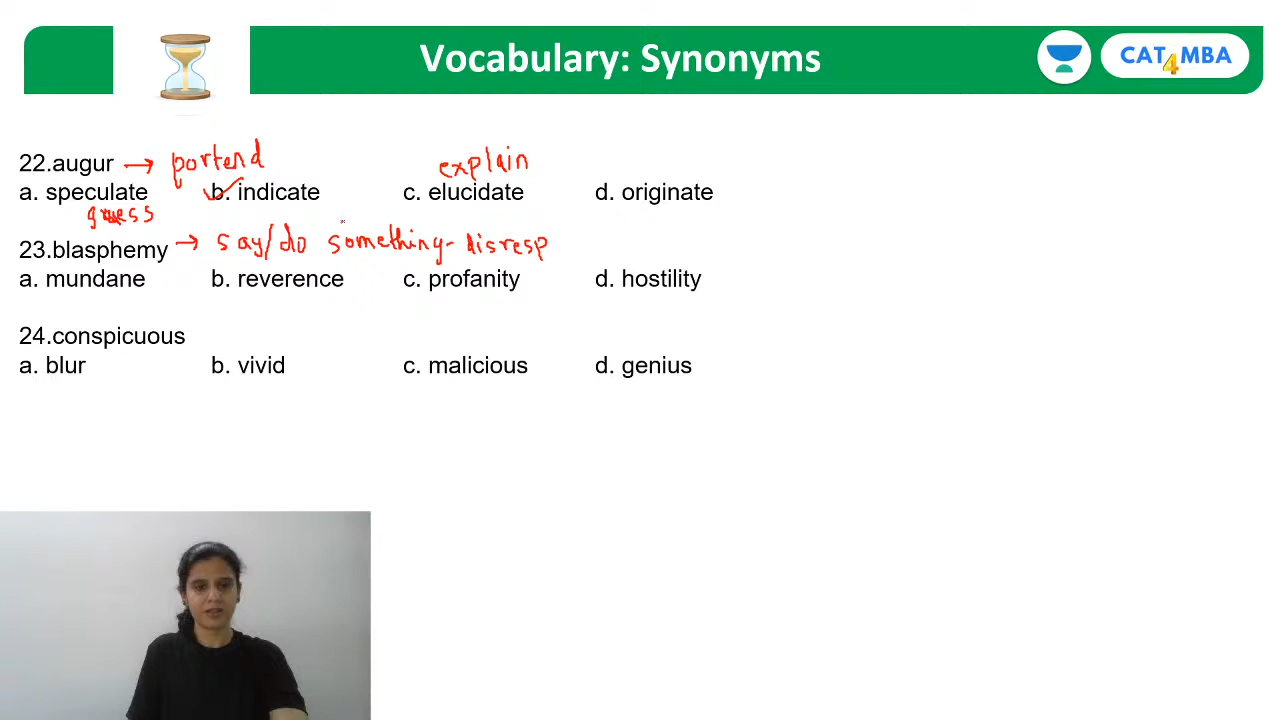 Vocabulary: Synonyms
CAT4MBA
22.augur → portend
explain
a. speculate b. indicate c. elucidate d. originate
guess
23.blasphemy → say/do something- disresp
a. mundane b. reverence c. profanity d. hostility
24.conspicuous
a. blur b. vivid c. malicious d. genius